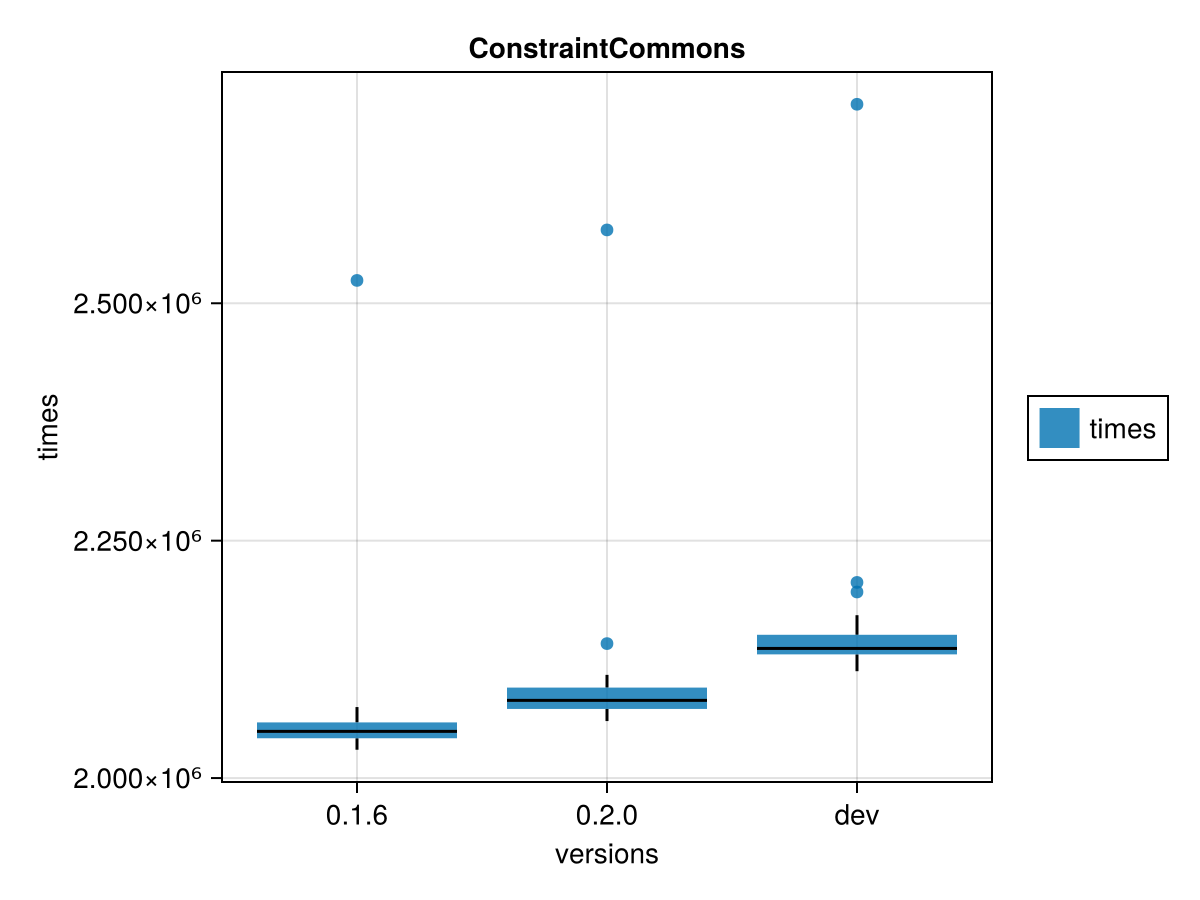 ConstraintCommons
times
2.500×10⁶
2.250×10⁶
2.000×10⁶
0.1.6
0.2.0
dev
versions
times